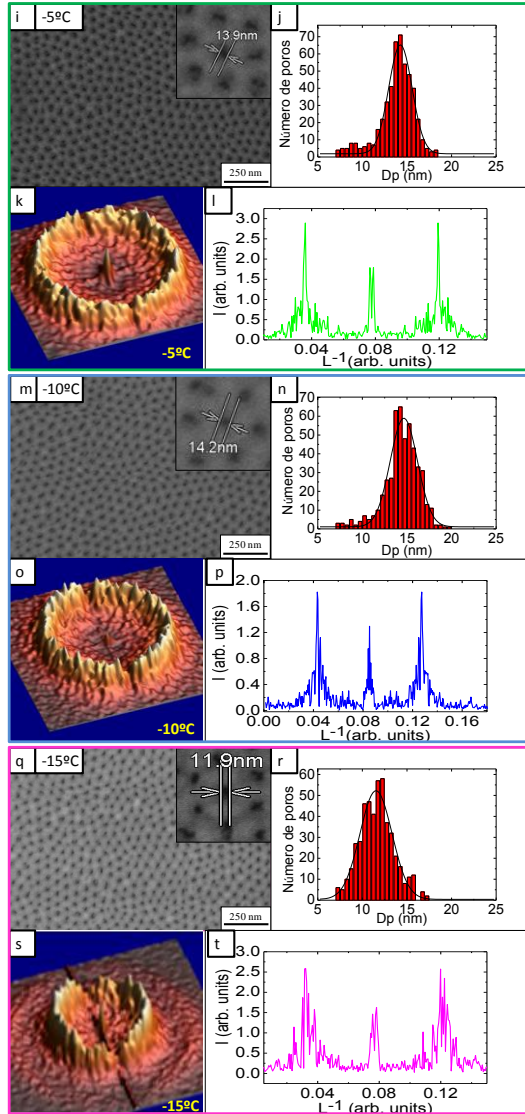 i
-5ºC
13.9nm
250 nm
j
Número de poros
70
60
50
40
30
20
10
0
5
10
15
20
25
Dp (nm)
k
-5ºC
l
I (arb. units)
3.0
2.5
2.0
1.5
1.0
0.5
0.0
0.04
0.08
0.12
L-1 (arb. units)
m
-10ºC
14.2nm
250 nm
n
Número de poros
70
60
50
40
30
20
10
0
5
10
15
20
25
Dp (nm)
o
-10ºC
p
I (arb. units)
2.0
1.6
1.2
0.8
0.4
0.0
0.00
0.04
0.08
0.12
0.16
L-1(arb. units)
q
-15ºC
11.9nm
250 nm
r
Número de poros
60
50
40
30
20
10
0
5
10
15
20
25
Dp (nm)
s
-15ºC
t
I (arb. units)
3.0
2.5
2.0
1.5
1.0
0.5
0.0
0.04
0.08
0.12
L-1 (arb. units)